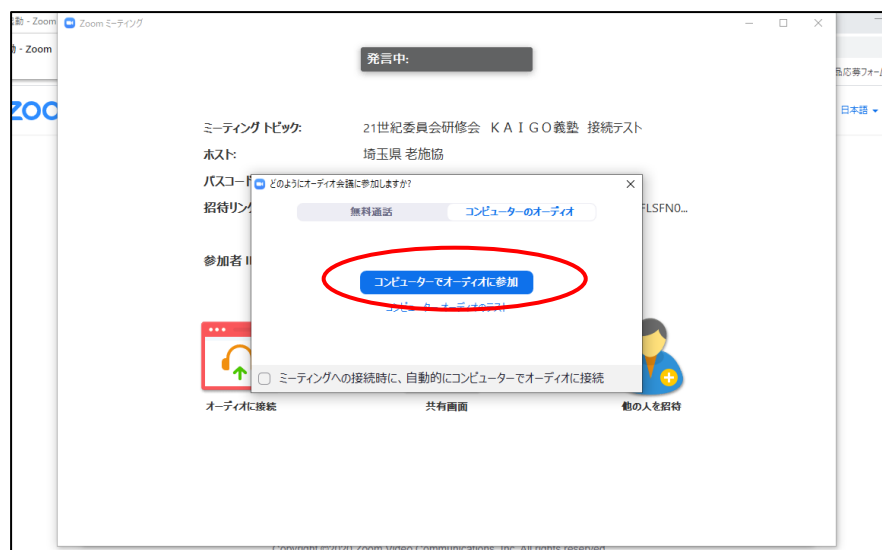 動 - Zoom
Zoom ミーティング
- Zoom
発言中:
品応募フォーム
日本語
ミーティング トピック: 21世紀委員会研修会 ＫＡＩＧＯ義塾 接続テスト
ホスト: 埼玉県 老施協
パスコード
どのようにオーディオ会議に参加しますか?
招待リンク
無料通話 コンピューターのオーディオ
FLSFN0...
参加者 I
コンピューターでオーディオに参加
コンピューター オーディオのテスト
ミーティングへの接続時に、自動的にコンピューターでオーディオに接続
オーディオに接続 共有画面 他の人を招待
Copyright ©2020 Zoom Video Communications, Inc. All rights reserved.